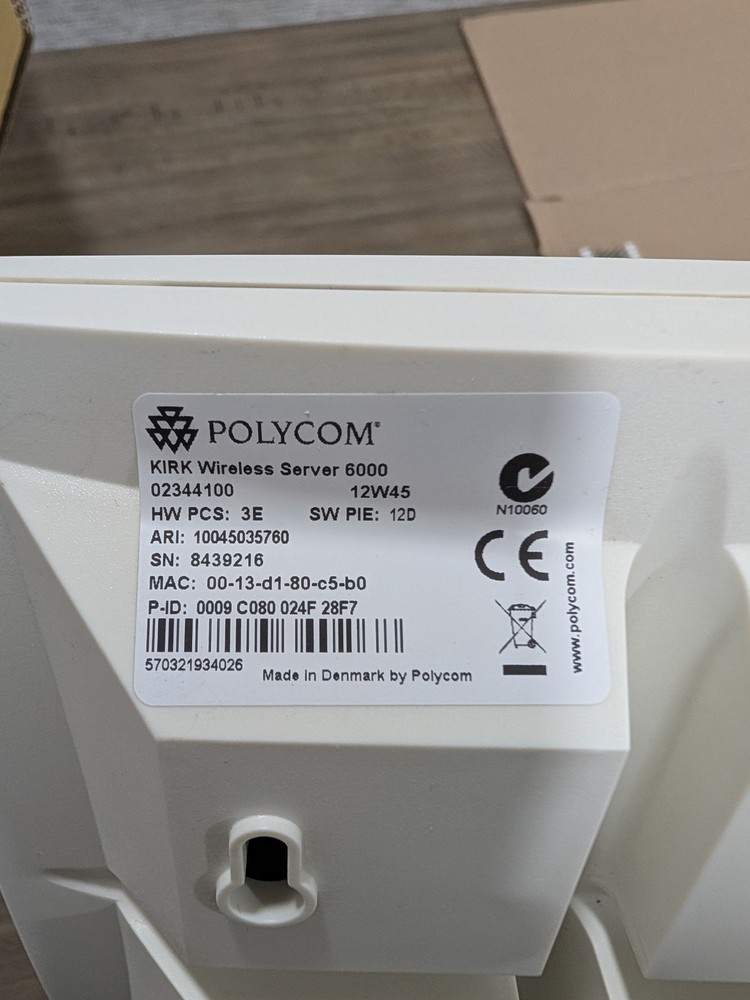 POLYCOM®
KIRK Wireless Server 6000
02344100 12W45
HW PCS: 3E SW PIE: 12D
ARI: 10045035760
SN: 8439216
MAC: 00-13-d1-80-c5-b0
P-ID: 0009 C080 024F 28F7
570321934026
Made in Denmark by Polycom
N10060
CE
www.polycom.com